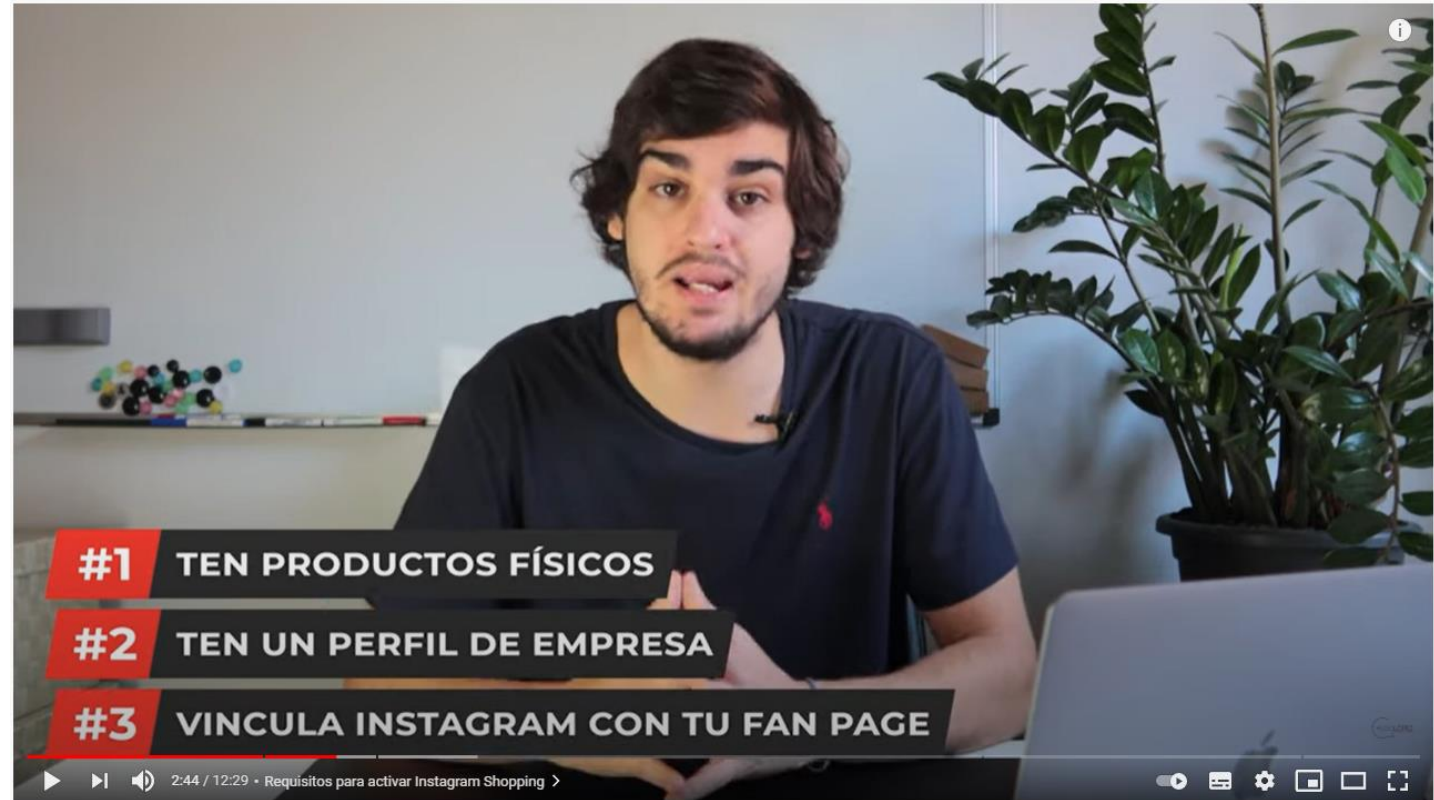 #1 TEN PRODUCTOS FÍSICOS
#2 TEN UN PERFIL DE EMPRESA
#3 VINCULA INSTAGRAM CON TU FAN PAGE
2:44 / 12:29 • Requisitos para activar Instagram Shopping